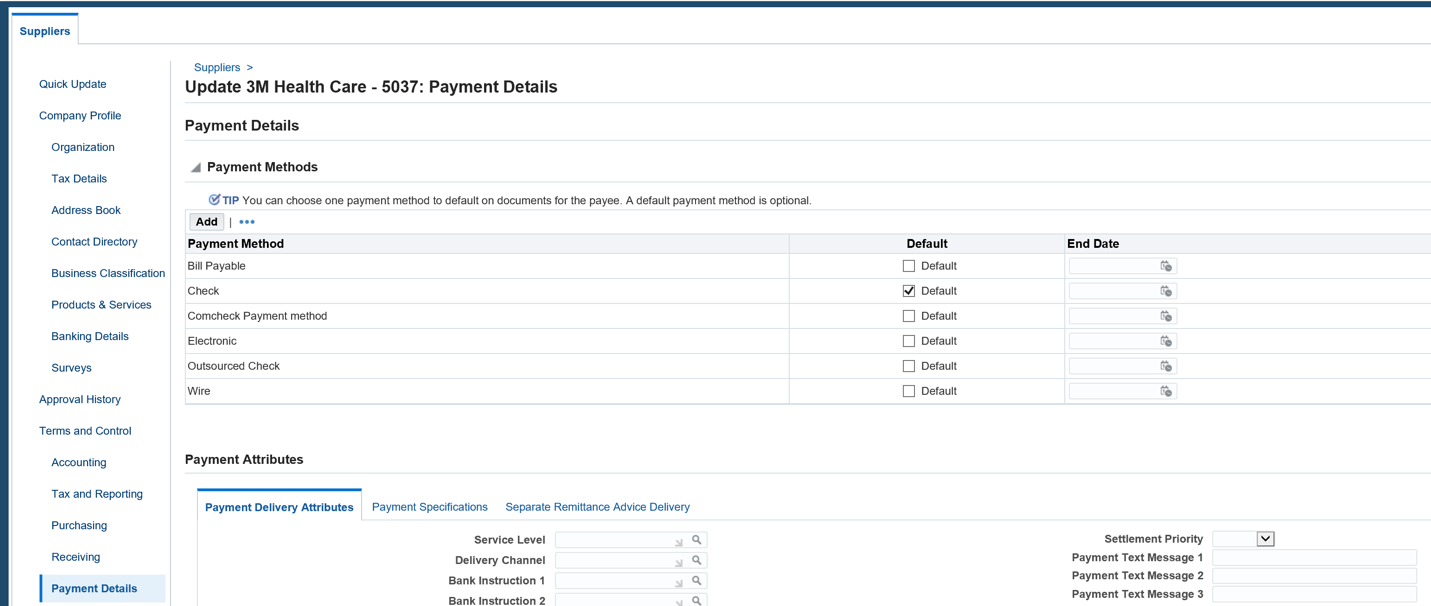 Suppliers
Quick Update
Company Profile
Organization
Tax Details
Address Book
Contact Directory
Business Classification
Products & Services
Banking Details
Surveys
Approval History
Terms and Control
Accounting
Tax and Reporting
Purchasing
Receiving
Payment Details
Suppliers >
Update 3M Health Care - 5037: Payment Details
Payment Details
Payment Methods
TIP You can choose one payment method to default on documents for the payee. A default payment method is optional.
Add | •••
Payment Method Default End Date
Bill Payable Default
Check Default
Comcheck Payment method Default
Electronic Default
Outsourced Check Default
Wire Default
Payment Attributes
Payment Delivery Attributes Payment Specifications Separate Remittance Advice Delivery
Service Level
Delivery Channel
Bank Instruction 1
Bank Instruction 2
Settlement Priority
Payment Text Message 1
Payment Text Message 2
Payment Text Message 3